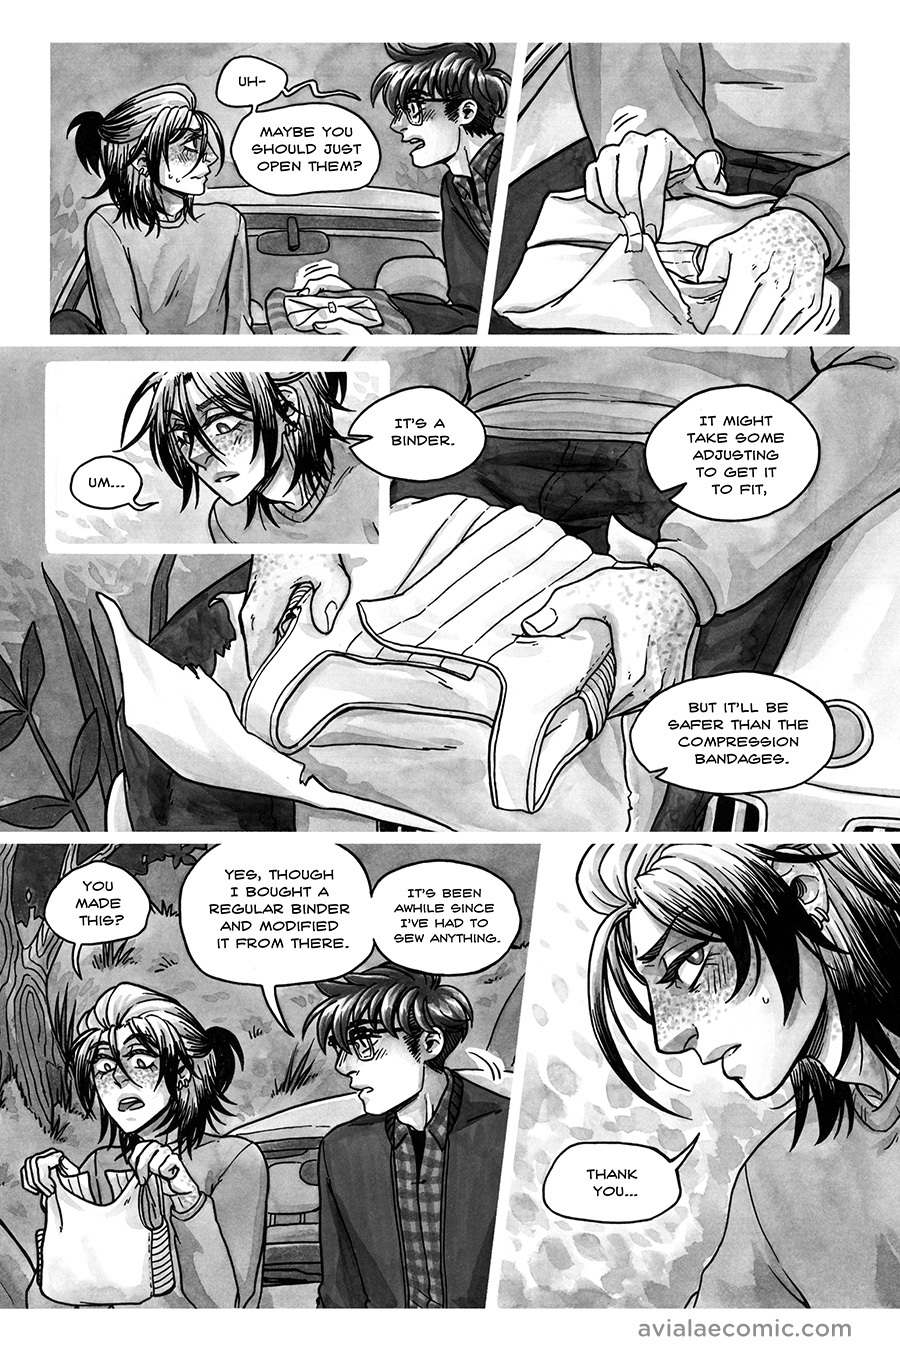 UH-
MAYBE YOU
SHOULD JUST
OPEN THEM?
UM...
IT'S A
BINDER.
IT MIGHT
TAKE SOME
ADJUSTING
TO GET IT
TO FIT,
BUT IT'LL BE
SAFER THAN THE
COMPRESSION
BANDAGES.
YOU
MADE
THIS?
YES, THOUGH
I BOUGHT A
REGULAR BINDER
AND MODIFIED
IT FROM THERE.
IT'S BEEN
AWHILE SINCE
I'VE HAD TO
SEW ANYTHING.
THANK
YOU...
avialaecomic.com